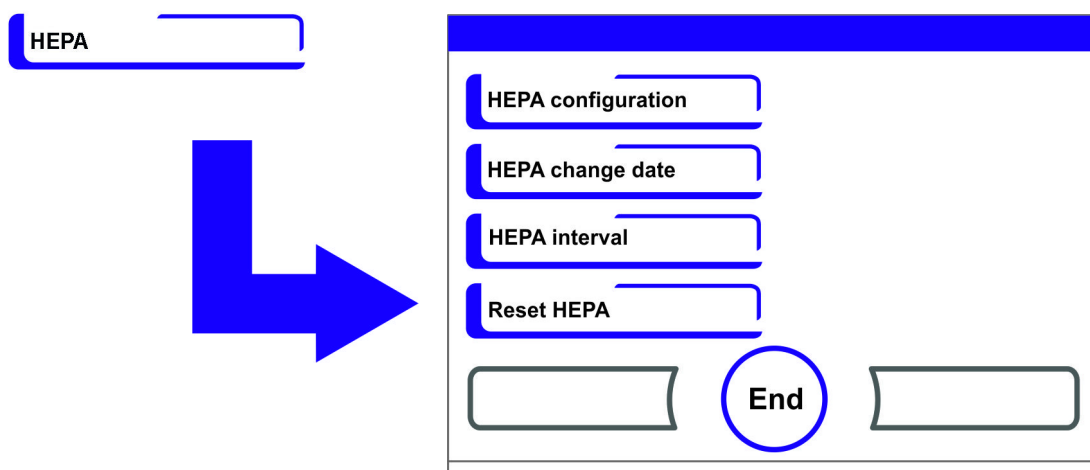 HEPA
HEPA configuration
HEPA change date
HEPA interval
Reset HEPA
End